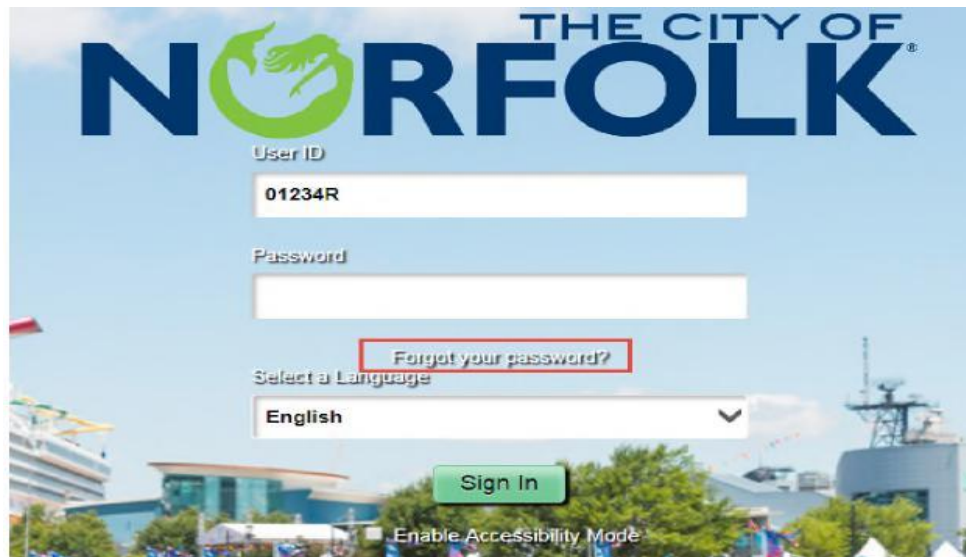 THE CITY OF
NORFOLK®
User ID
01234R
Password
Forgot your password?
Select a Language
English
Sign In
Enable Accessibility Mode